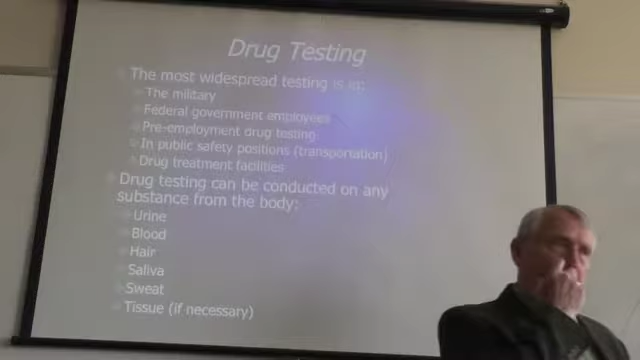 Drug Testing
The most widespread testing is in:
The military
Federal government employees
Pre-employment drug testing
In public safety positions (transportation)
Drug treatment facilities
Drug testing can be conducted on any
substance from the body:
Urine
Blood
Hair
Saliva
Sweat
Tissue (if necessary)